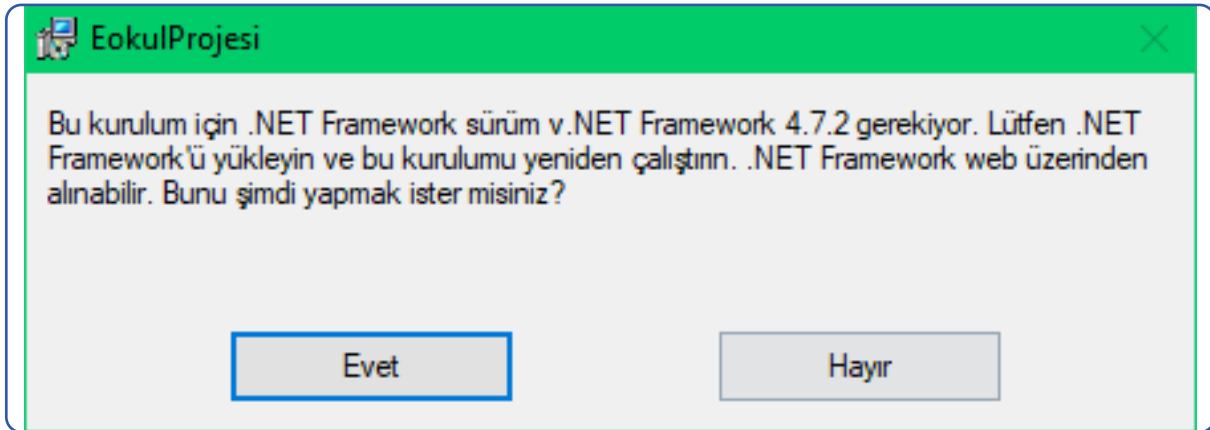 EokulProjesi
Bu kurulum için .NET Framework sürüm v.NET Framework 4.7.2 gerekiyor. Lütfen .NET
Framework'ü yükleyin ve bu kurulumu yeniden çalıştırın. .NET Framework web üzerinden
alınabilir. Bunu şimdi yapmak ister misiniz?
Evet
Hayır